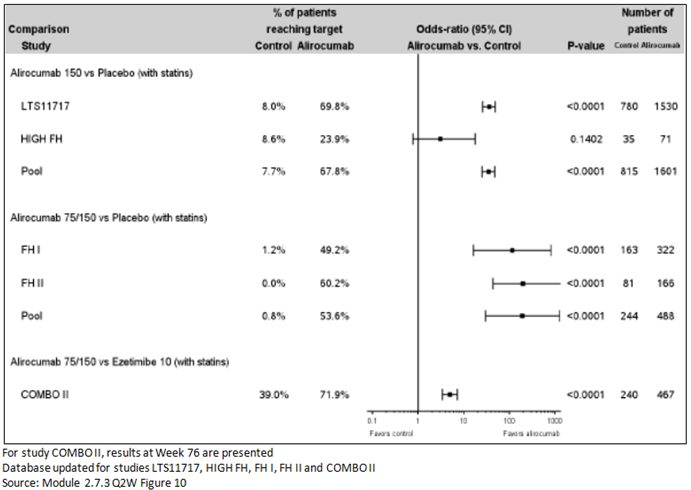 % of patients Number of
Comparison reaching target Odds-ratio (95% CI) patients
Study Control Alirocumab Alirocumab vs. Control P-value Control Alirocumab
Alirocumab 150 vs Placebo (with statins)
LTS11717 8.0% 69.8% <0.0001 780 1530
HIGH FH 8.6% 23.9% 0.1402 35 71
Pool 7.7% 67.8% <0.0001 815 1601
Alirocumab 75/150 vs Placebo (with statins)
FH I 1.2% 49.2% <0.0001 163 322
FH II 0.0% 60.2% <0.0001 81 166
Pool 0.8% 53.6% <0.0001 244 488
Alirocumab 75/150 vs Ezetimibe 10 (with statins)
COMBO II 39.0% 71.9% <0.0001 240 467
0.1 1 10 100 1000
Favors control Favors alirocumab
For study COMBO II, results at Week 76 are presented
Database updated for studies LTS11717, HIGH FH, FH I, FH II and COMBO II
Source: Module 2.7.3 Q2W Figure 10